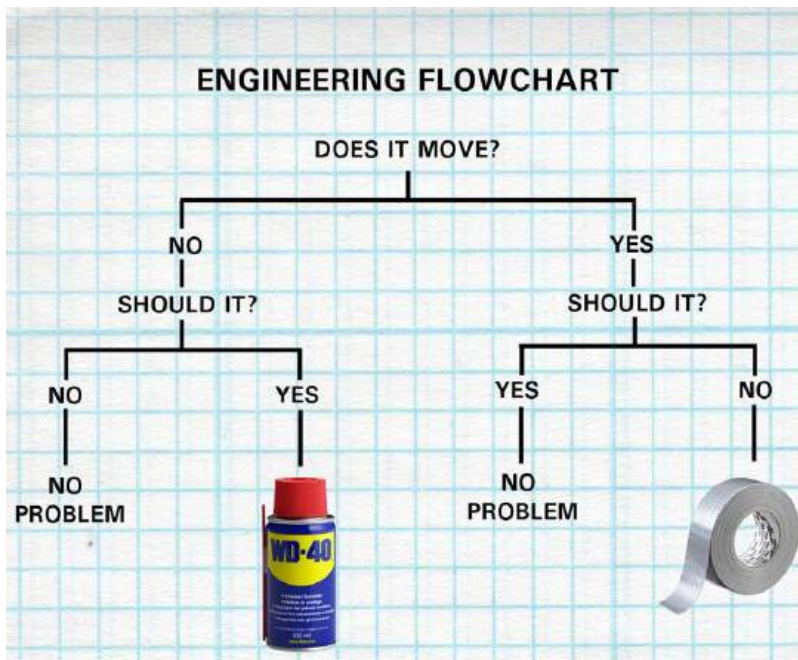 ENGINEERING FLOWCHART
DOES IT MOVE?
NO
YES
SHOULD IT?
SHOULD IT?
NO
YES
YES
NO
NO
PROBLEM
NO
PROBLEM
WD-40